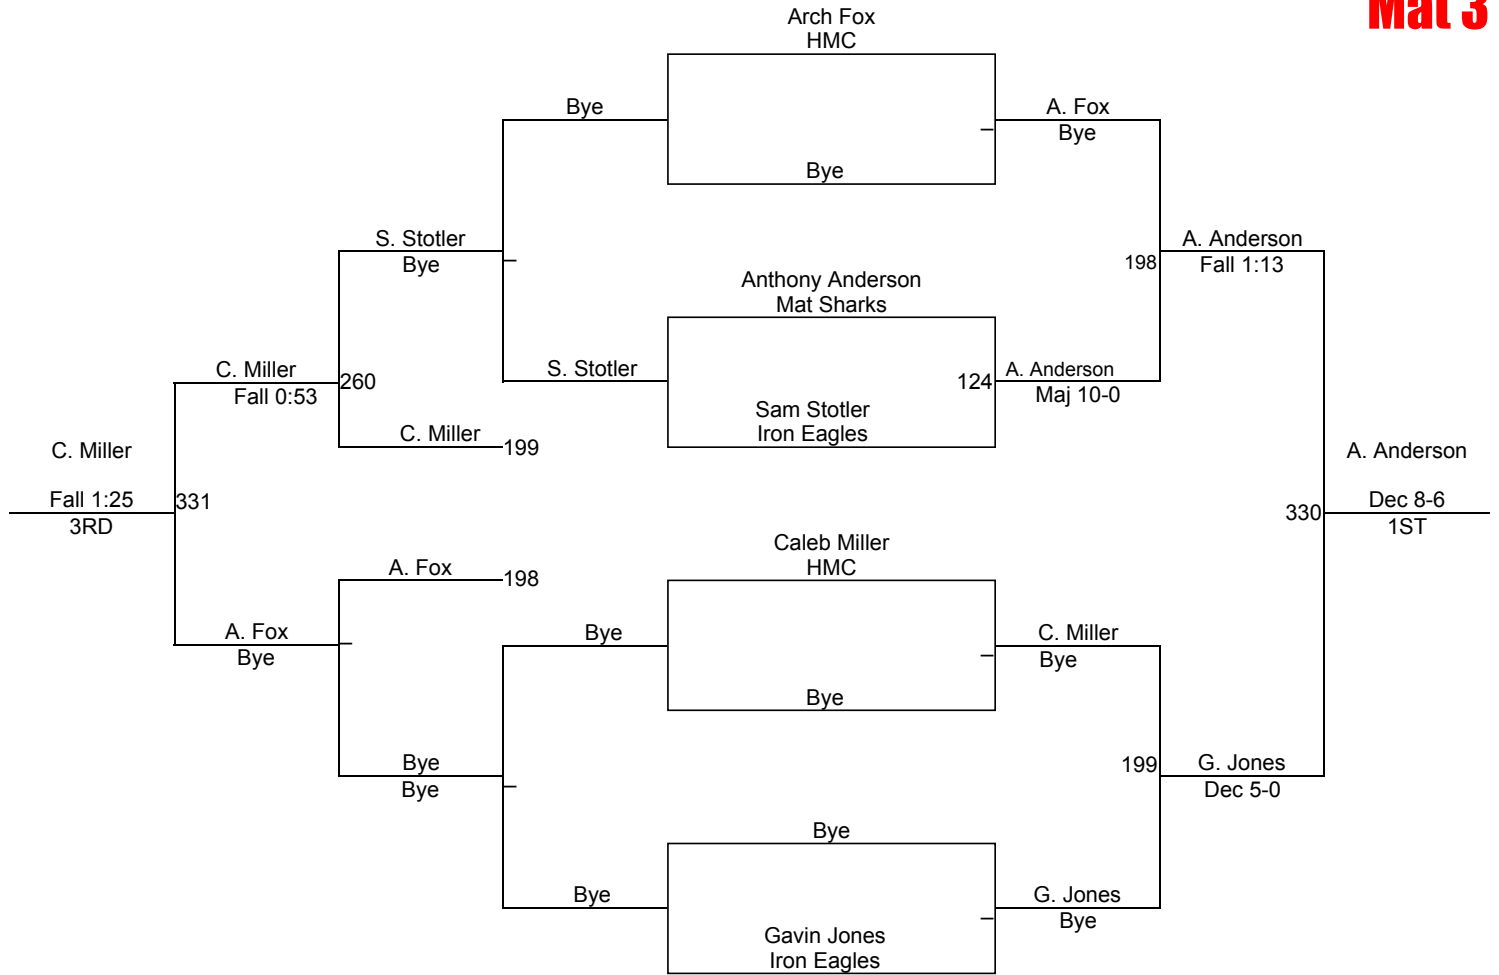 Mat 3
Arch Fox
HMC
Bye
A. Fox
Bye
Bye
S. Stotler
Bye
A. Anderson
198
Fall 1:13
Anthony Anderson
Mat Sharks
C. Miller
260
Fall 0:53
S. Stotler
124
A. Anderson
Maj 10-0
Sam Stotler
Iron Eagles
C. Miller
199
C. Miller
A. Anderson
Fall 1:25
331
3RD
330
Dec 8-6
1ST
Caleb Miller
HMC
A. Fox
198
A. Fox
Bye
Bye
C. Miller
Bye
Bye
Bye
Bye
199
G. Jones
Dec 5-0
Bye
Bye
G. Jones
Bye
Gavin Jones
Iron Eagles